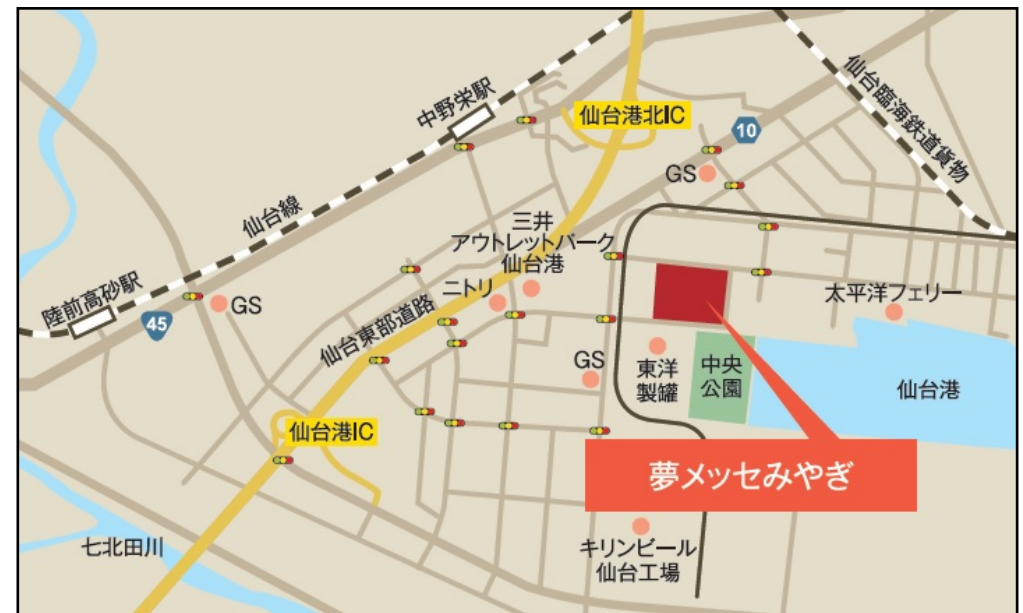 中野栄駅
仙台港北IC
10
仙台臨海鉄道貨物
GS
仙台線
三井
アウトレットパーク
仙台港
陸前高砂駅
45
GS
ニトリ
太平洋フェリー
仙台東部道路
GS
東洋
製罐
中央
公園
仙台港
仙台港IC
夢メッセみやぎ
七北田川
キリンビール
仙台工場